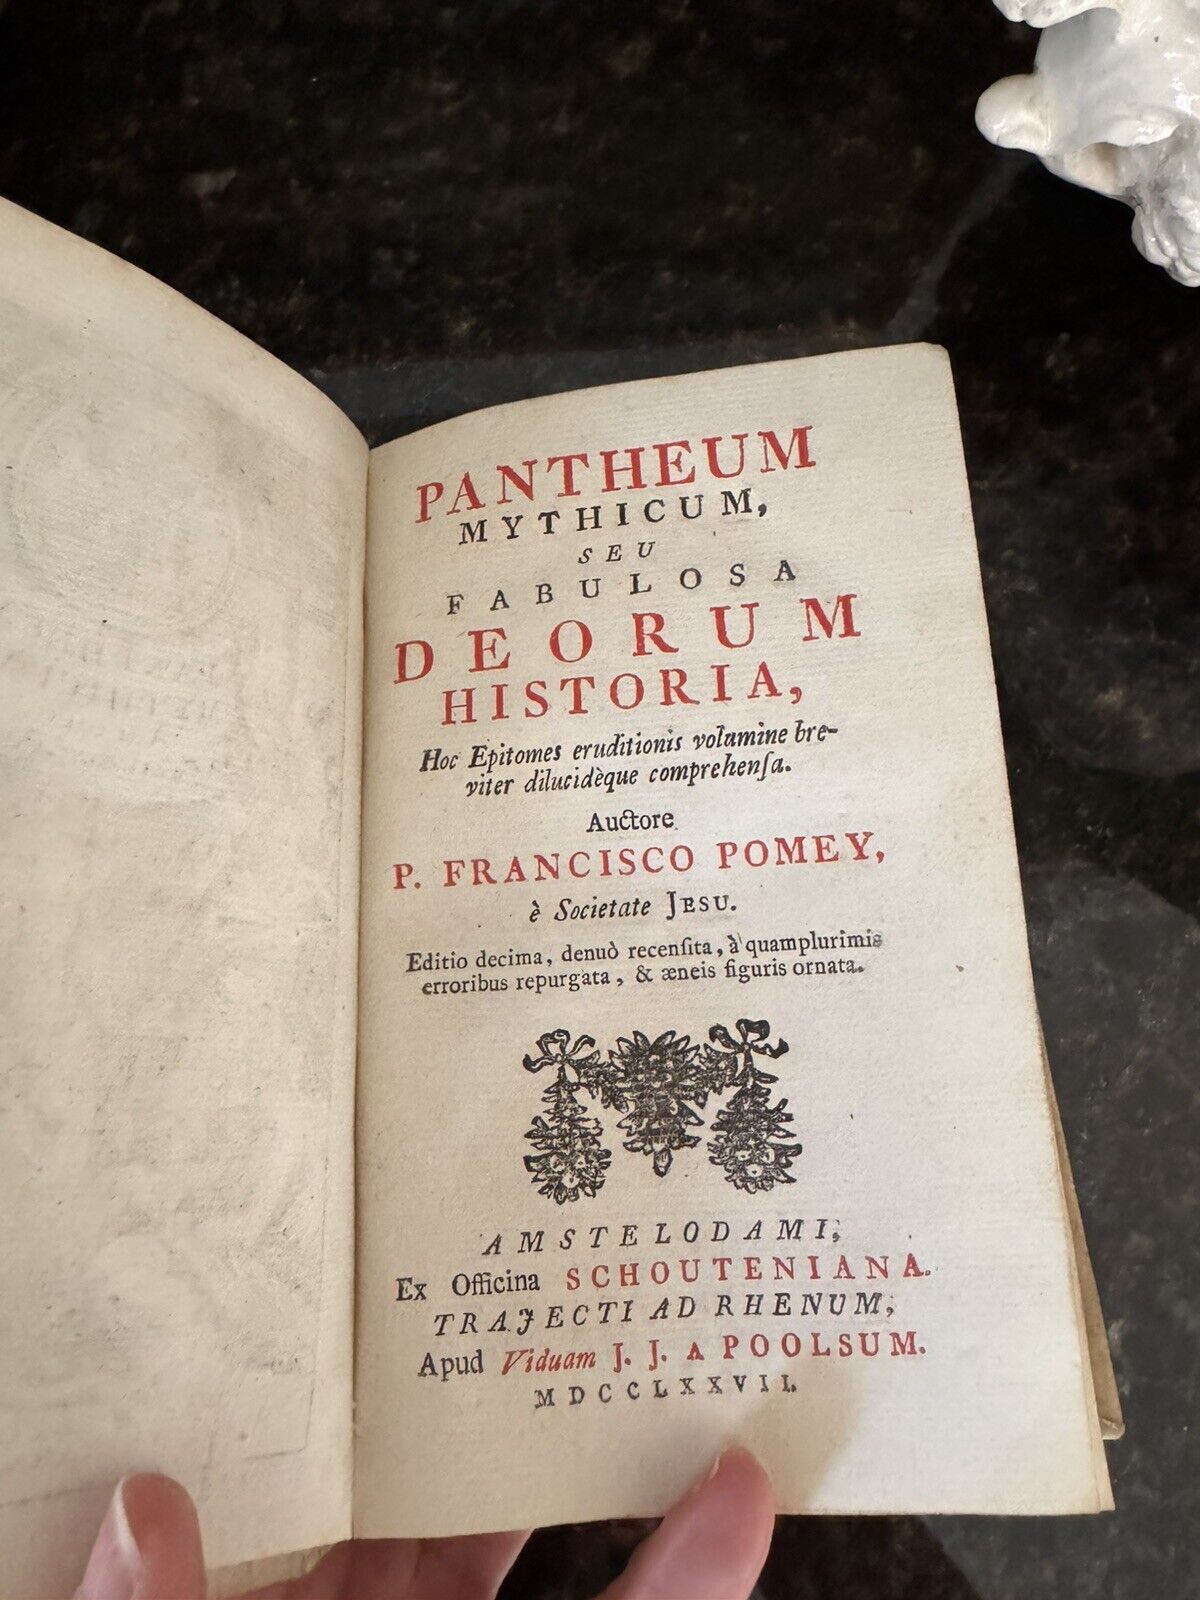 PANTHEUM
MYTHICUM,
SEU
FABULOSA
DEORUM
HISTORIA,
Hoc Epitomes eruditionis volumine bre-
viter dilucidèque comprehenſa.
Auctore
P. FRANCISCO POMEY,
è Societate JESU.
Editio decima, denuò recenſita, à quamplurimis
erroribus repurgata, & æneis figuris ornata.
AMSTELODAMI,
Ex Officina SCHOUTENIANA.
TRAJECTI AD RHENUM,
Apud Viduam J. J. A POOLSUM.
MDCCLXXVII.